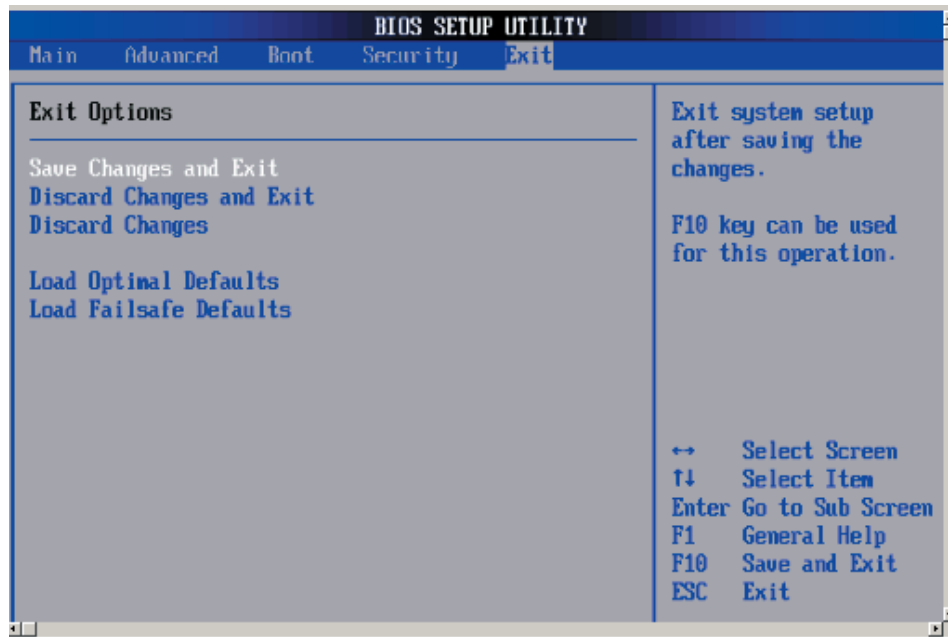 BIOS SETUP UTILITY
Main Advanced Boot Security Exit
Exit Options
Save Changes and Exit
Discard Changes and Exit
Discard Changes
Load Optimal Defaults
Load Failsafe Defaults
Exit system setup
after saving the
changes.
F10 key can be used
for this operation.
↔ Select Screen
↑↓ Select Item
Enter Go to Sub Screen
F1 General Help
F10 Save and Exit
ESC Exit